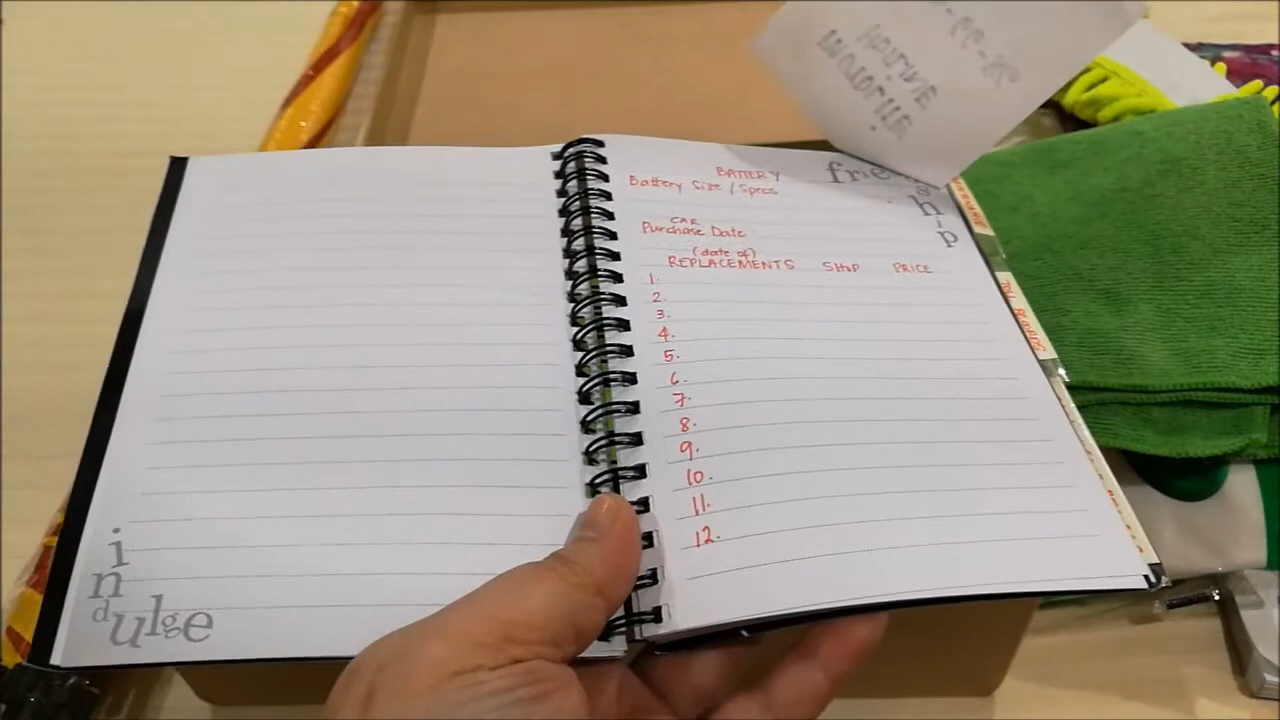 indulge
friendship
BATTERY
Battery Size / Specs
CAR
Purchase Date
(date of)
REPLACEMENTS SHOP PRICE
1.
2.
3.
4.
5.
6.
7.
8.
9.
10.
11.
12.